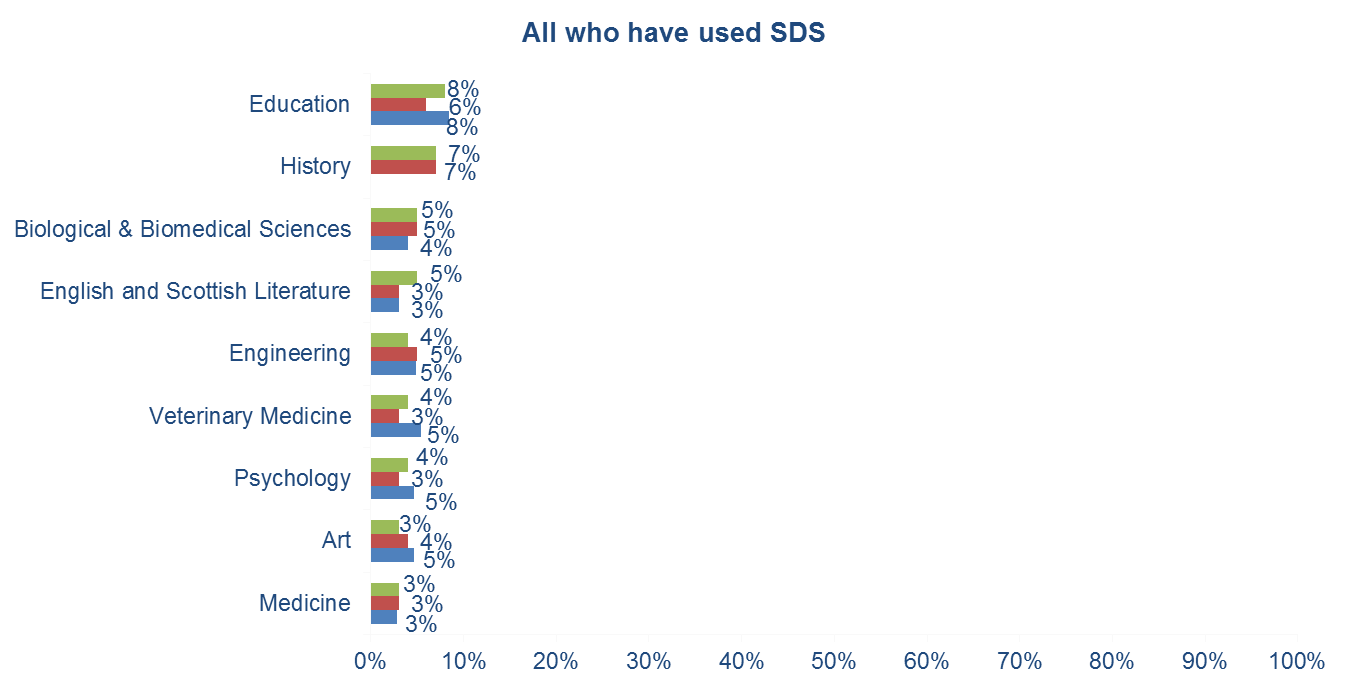 All who have used SDS
Education
8%
6%
8%
History
7%
7%
Biological & Biomedical Sciences
5%
5%
4%
English and Scottish Literature
5%
3%
3%
Engineering
4%
5%
5%
Veterinary Medicine
4%
3%
5%
Psychology
4%
3%
5%
Art
3%
4%
5%
Medicine
3%
3%
3%
0% 10% 20% 30% 40% 50% 60% 70% 80% 90% 100%